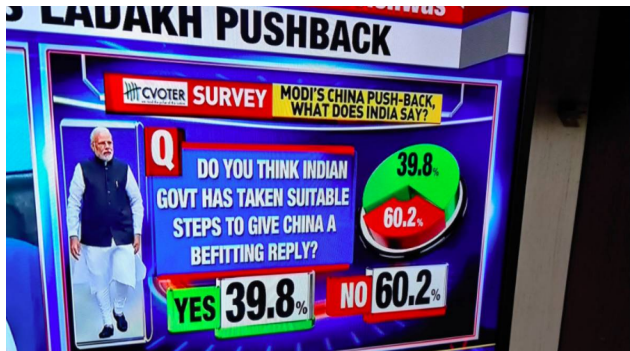 LADAKH PUSHBACK
CVOTER SURVEY
MODI'S CHINA PUSH-BACK,
WHAT DOES INDIA SAY?
Q
DO YOU THINK INDIAN
GOVT HAS TAKEN SUITABLE
STEPS TO GIVE CHINA A
BEFITTING REPLY?
39.8%
60.2%
YES 39.8%
NO 60.2%